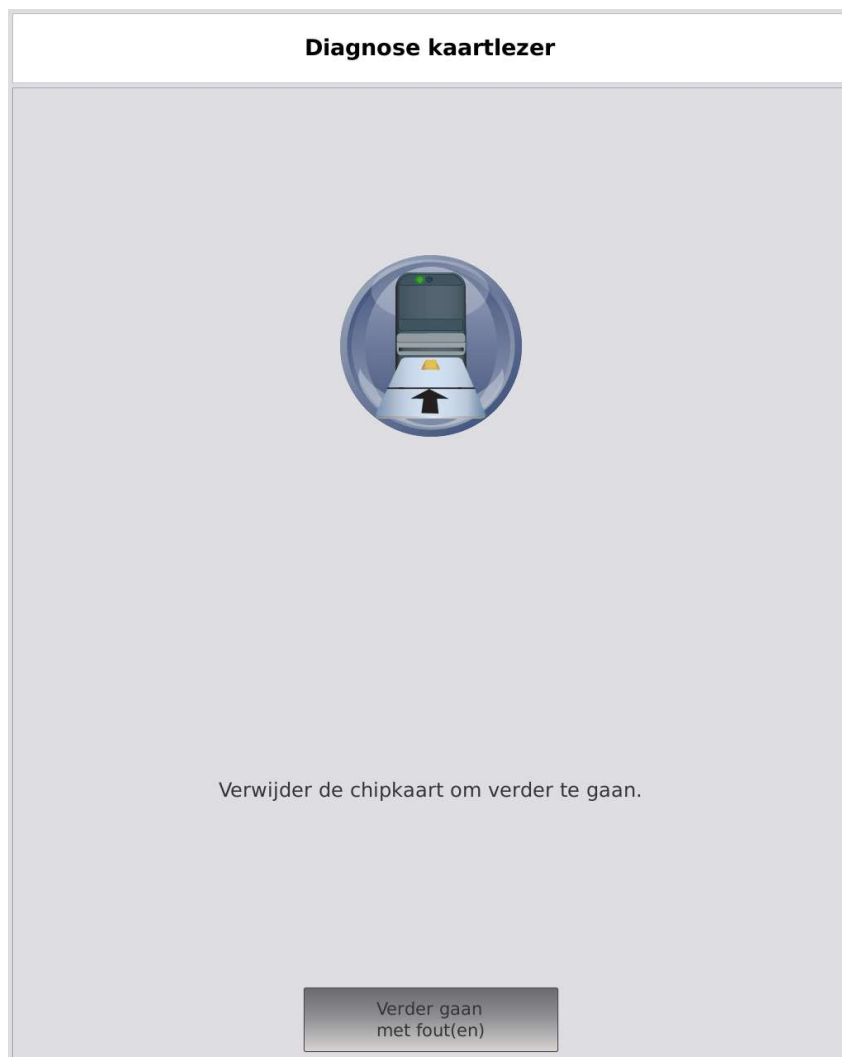 Diagnose kaartlezer
Verwijder de chipkaart om verder te gaan.
Verder gaan
met fout(en)